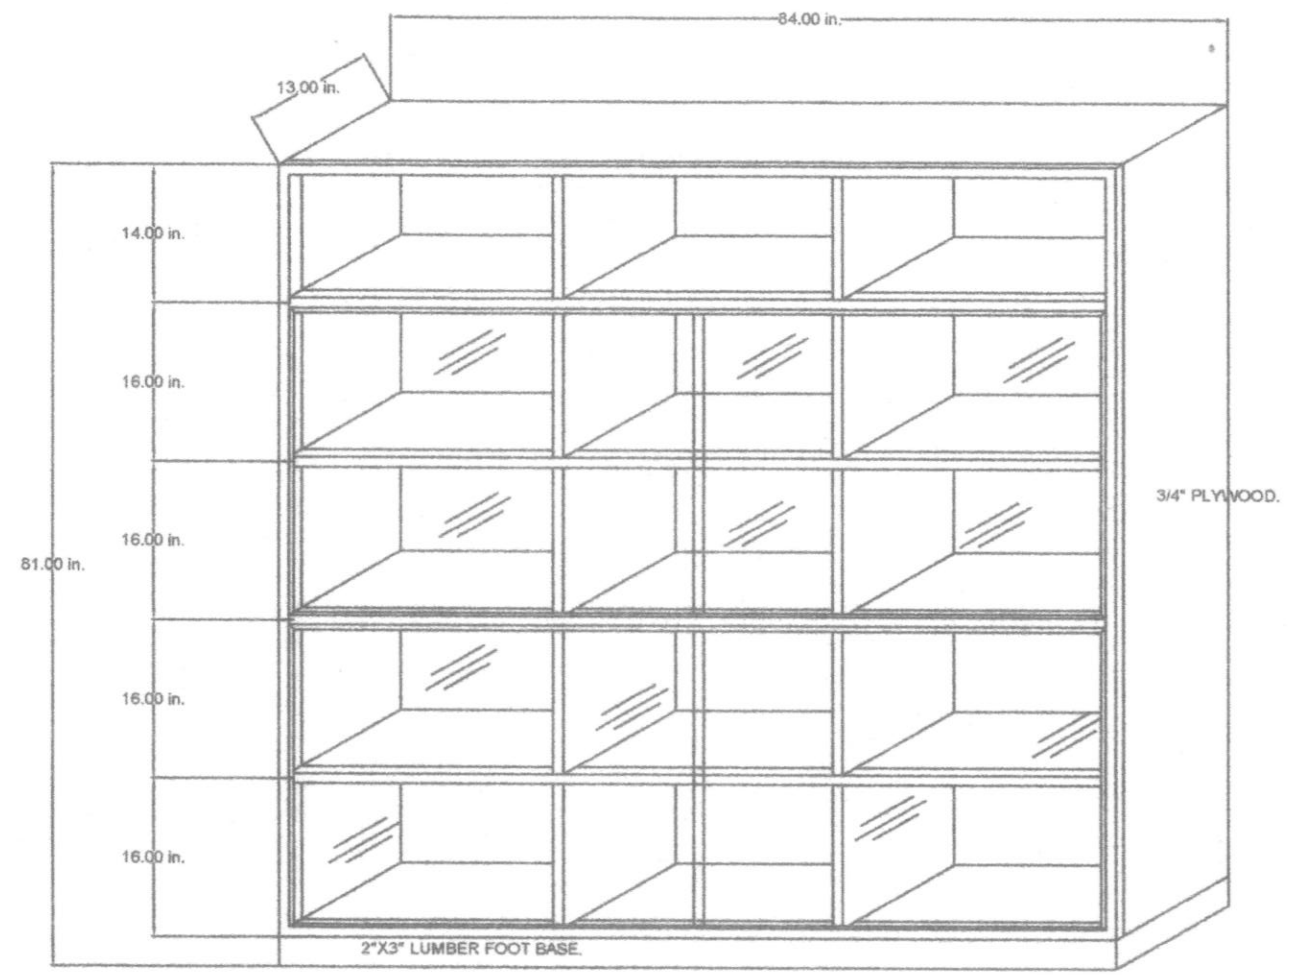 84.00 in.
13.00 in.
14.00 in.
16.00 in.
16.00 in.
3/4" PLYWOOD.
81.00 in.
16.00 in.
16.00 in.
2"X3" LUMBER FOOT BASE.